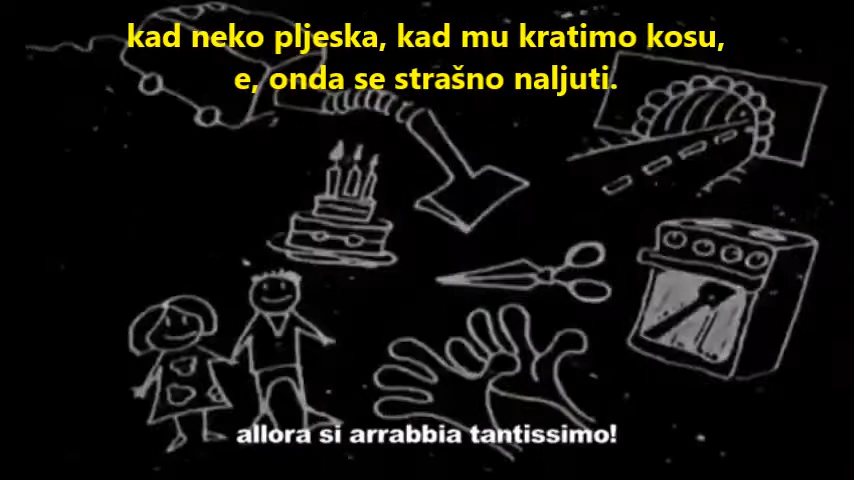 kad neko pljeska, kad mu kratimo kosu,
e, onda se strašno naljuti.
allora si arrabbia tantissimo!